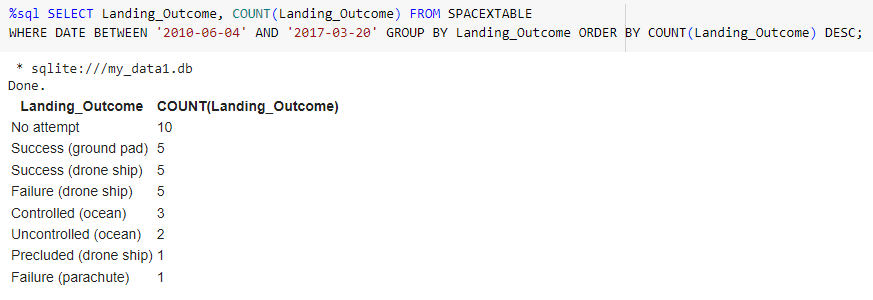 %sql SELECT Landing_Outcome, COUNT(Landing_Outcome) FROM SPACEXTABLE
WHERE DATE BETWEEN '2010-06-04' AND '2017-03-20' GROUP BY Landing_Outcome ORDER BY COUNT(Landing_Outcome) DESC;
* sqlite:///my_data1.db
Done.
Landing_Outcome COUNT(Landing_Outcome)
No attempt 10
Success (ground pad) 5
Success (drone ship) 5
Failure (drone ship) 5
Controlled (ocean) 3
Uncontrolled (ocean) 2
Precluded (drone ship) 1
Failure (parachute) 1